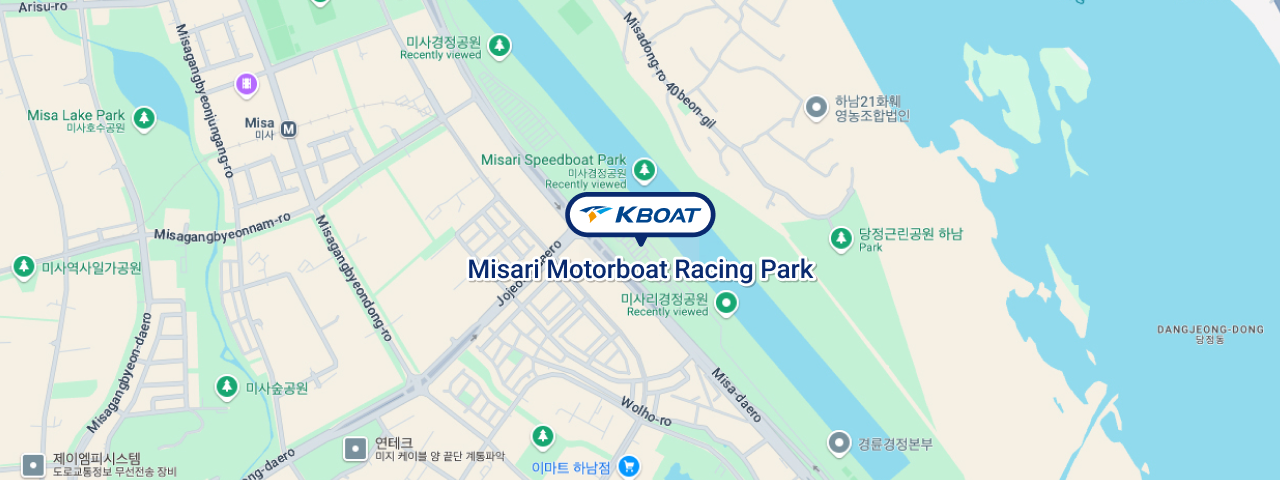 Arisu-ro
Misagangbyeonjungang-ro
Misadong-ro 40beon-gil
미사경정공원
Recently viewed
Misa Lake Park
미사호수공원
Misa
미사
M
하남21화훼
영농조합법인
Misari Speedboat Park
미사경정공원
Recently viewed
KBOAT
Misagangbyeonnam-ro
Misagangbyeondong-ro
당정근린공원 하남
Park
미사역사일가공원
Misari Motorboat Racing Park
미사리경정공원
Recently viewed
DANGJEONG-DONG
당정동
Misagangbyeon-daero
미사숲공원
Misa-daero
Wolho-ro
연테크
미지 케이블 양 끝단 계통파악
경륜경정본부
제이엠피시스템
도로교통정보 무선전송 장비
이마트 하남점